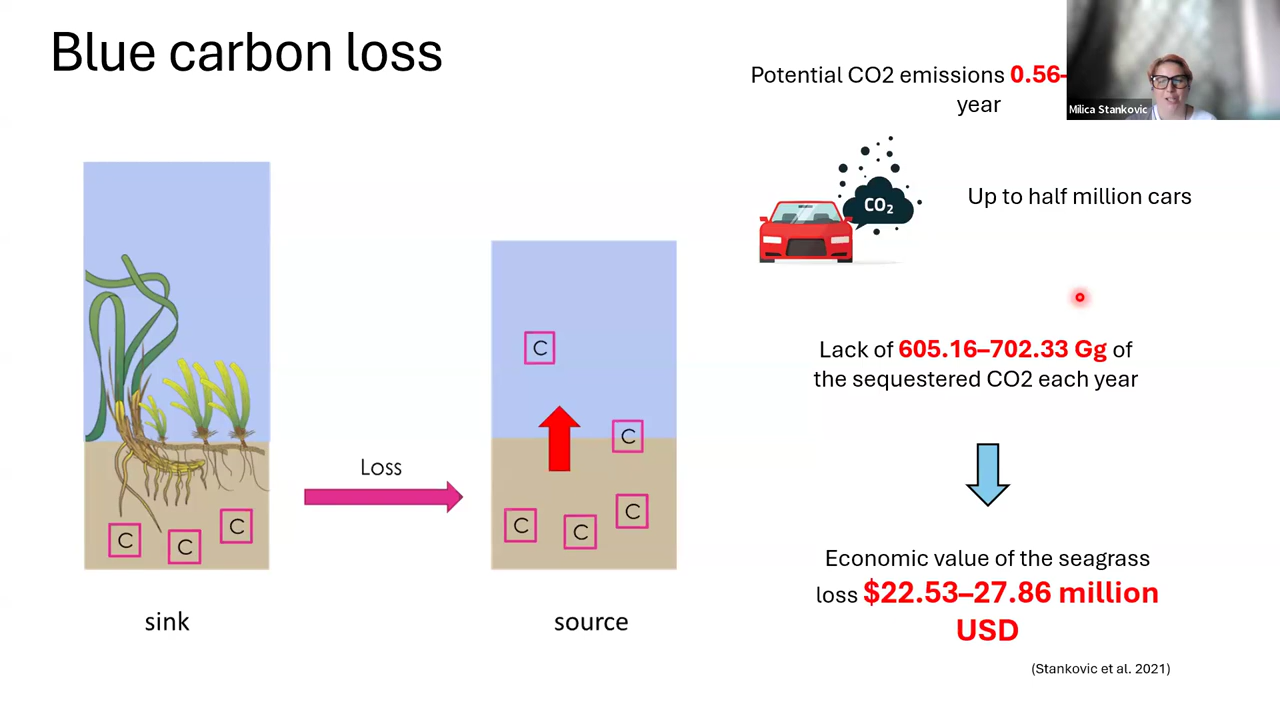 Blue carbon loss
Potential CO2 emissions 0.56-
year
Milica Stankovic
CO₂
Up to half million cars
Lack of 605.16–702.33 Gg of
the sequestered CO2 each year
Loss
C
C
C
C
C
C
C
C
Economic value of the seagrass
loss $22.53–27.86 million
USD
sink
source
(Stankovic et al. 2021)